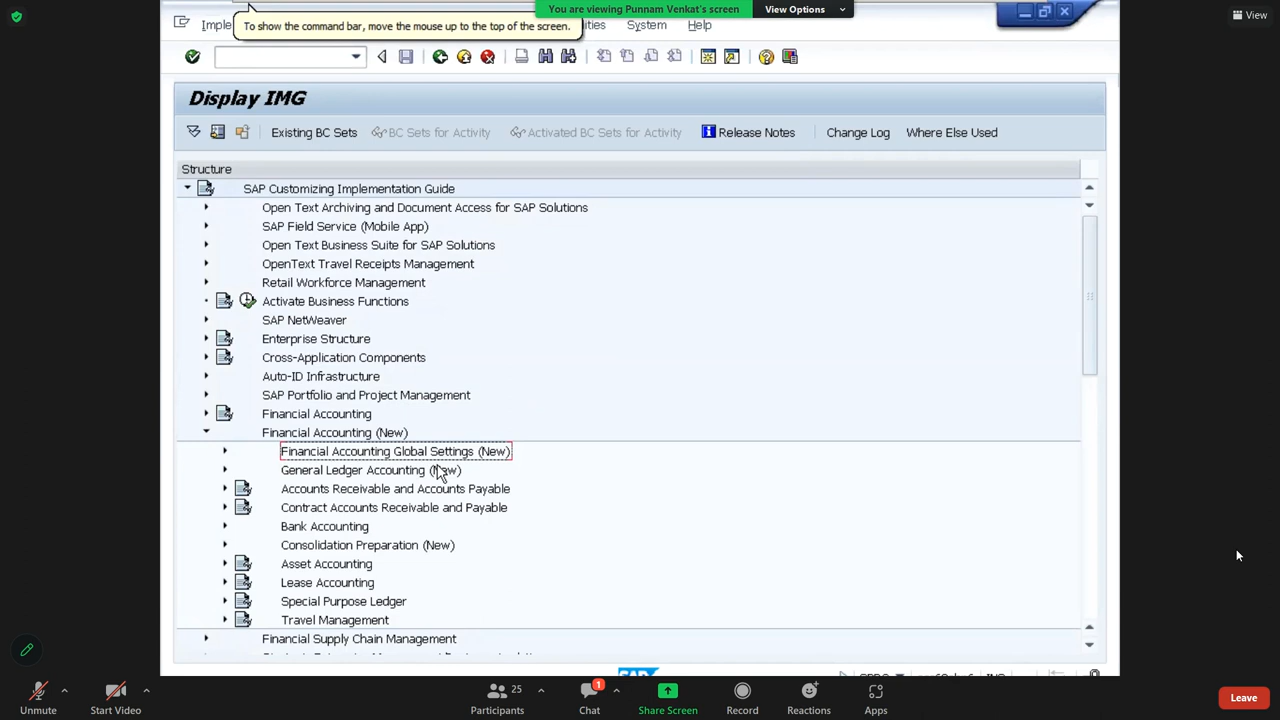 You are viewing Punnam Venkat's screen
View Options
View
To show the command bar, move the mouse up to the top of the screen.
Imple
ities
System
Help
Display IMG
Existing BC Sets
BC Sets for Activity
Activated BC Sets for Activity
Release Notes
Change Log
Where Else Used
Structure
SAP Customizing Implementation Guide
Open Text Archiving and Document Access for SAP Solutions
SAP Field Service (Mobile App)
Open Text Business Suite for SAP Solutions
OpenText Travel Receipts Management
Retail Workforce Management
Activate Business Functions
SAP NetWeaver
Enterprise Structure
Cross-Application Components
Auto-ID Infrastructure
SAP Portfolio and Project Management
Financial Accounting
Financial Accounting (New)
Financial Accounting Global Settings (New)
General Ledger Accounting (New)
Accounts Receivable and Accounts Payable
Contract Accounts Receivable and Payable
Bank Accounting
Consolidation Preparation (New)
Asset Accounting
Lease Accounting
Special Purpose Ledger
Travel Management
Financial Supply Chain Management
SAP
Unmute
Start Video
25
Participants
1
Chat
Share Screen
Record
Reactions
Apps
Leave